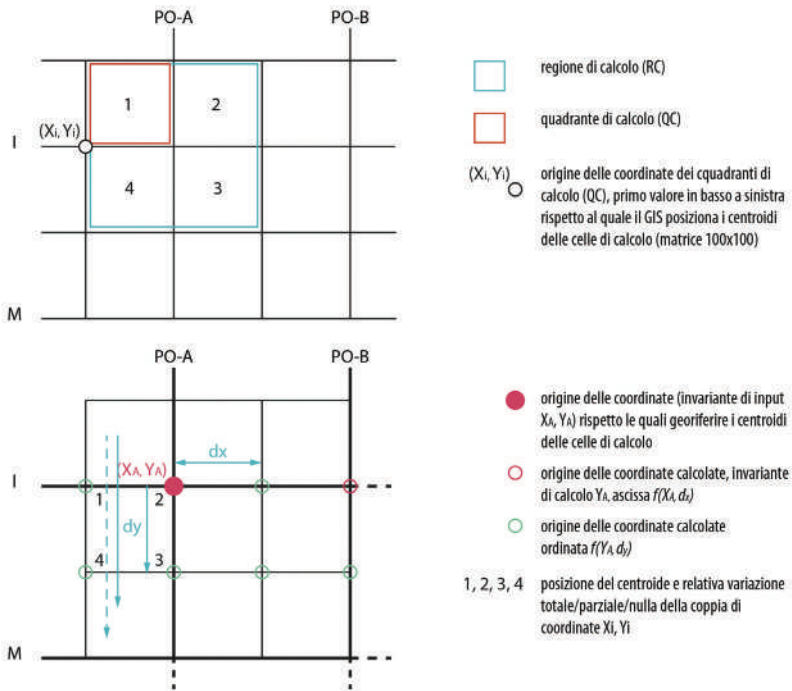 PO-A PO-B
1 2
I
(Xi, Yi)
4 3
M
regione di calcolo (RC)
quadrante di calcolo (QC)
(Xi, Yi)
origine delle coordinate dei cquadranti di
calcolo (QC), primo valore in basso a sinistra
rispetto al quale il GIS posiziona i centroidi
delle celle di calcolo (matrice 100x100)
PO-A PO-B
dx
(XA, YA)
I
1 2
dy
4 3
M
origine delle coordinate (invariante di input
XA, YA) rispetto le quali georiferire i centroidi
delle celle di calcolo
origine delle coordinate calcolate, invariante
di calcolo YA, ascissa f(XA, dx)
origine delle coordinate calcolate
ordinata f(YA, dy)
1, 2, 3, 4 posizione del centroide e relativa variazione
totale/parziale/nulla della coppia di
coordinate Xi, Yi